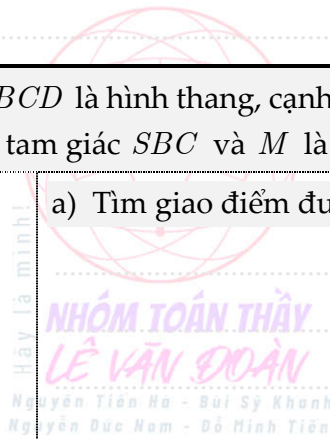 BCD là hình thang, cạnh
tam giác SBC và M là
a) Tìm giao điểm đư
Hãy là minh!
NHÓM TOÁN THẦY
LÊ VĂN ĐOÀN
Nguyễn Tiến Hà - Bùi Sỹ Khanh
Nguyễn Đức Nam - Đỗ Minh Tiến